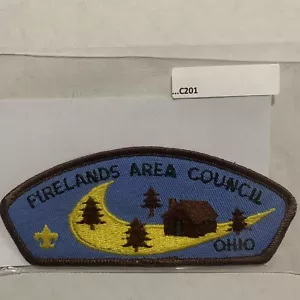 ...C201
FIRELANDS AREA COUNCIL
OHIO